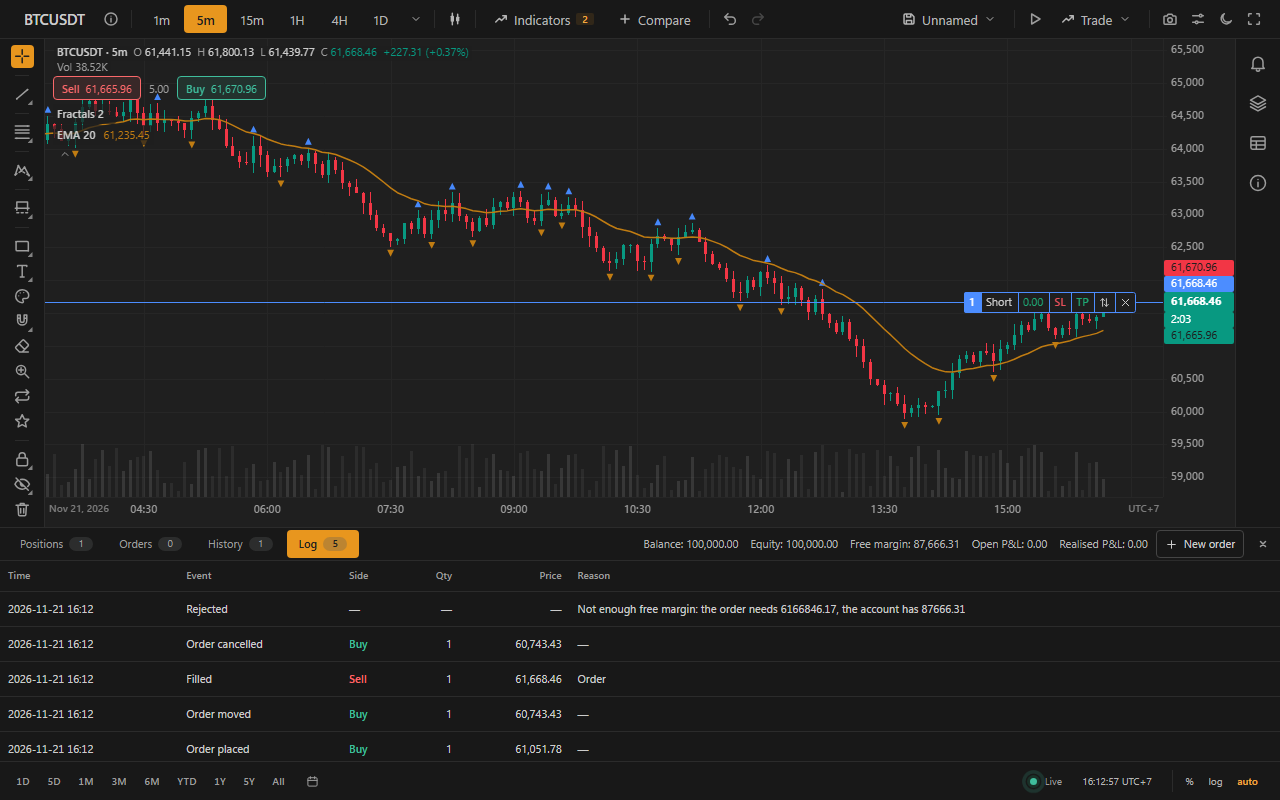 BTCUSDT 1m 5m 15m 1H 4H 1D Indicators 2 Compare Unnamed Trade
BTCUSDT · 5m O 61,441.15 H 61,800.13 L 61,439.77 C 61,668.46 +227.31 (+0.37%)
Vol 38.52K
Sell 61,665.96 5.00 Buy 61,670.96
Fractals 2
EMA 20 61,235.45
65,500
65,000
64,500
64,000
63,500
63,000
62,500
61,670.96
61,668.46
1 Short 0.00 SL TP
61,668.46
2:03
61,665.96
60,500
60,000
59,500
59,000
Nov 21, 2026 04:30 06:00 07:30 09:00 10:30 12:00 13:30 15:00 UTC+7
Positions 1 Orders 0 History 1 Log 5 Balance: 100,000.00 Equity: 100,000.00 Free margin: 87,666.31 Open P&L: 0.00 Realised P&L: 0.00 New order
Time Event Side Qty Price Reason
2026-11-21 16:12 Rejected — — — Not enough free margin: the order needs 6166846.17, the account has 87666.31
2026-11-21 16:12 Order cancelled Buy 1 60,743.43 —
2026-11-21 16:12 Filled Sell 1 61,668.46 Order
2026-11-21 16:12 Order moved Buy 1 60,743.43 —
2026-11-21 16:12 Order placed Buy 1 61,051.78 —
1D 5D 1M 3M 6M YTD 1Y 5Y All Live 16:12:57 UTC+7 % log auto